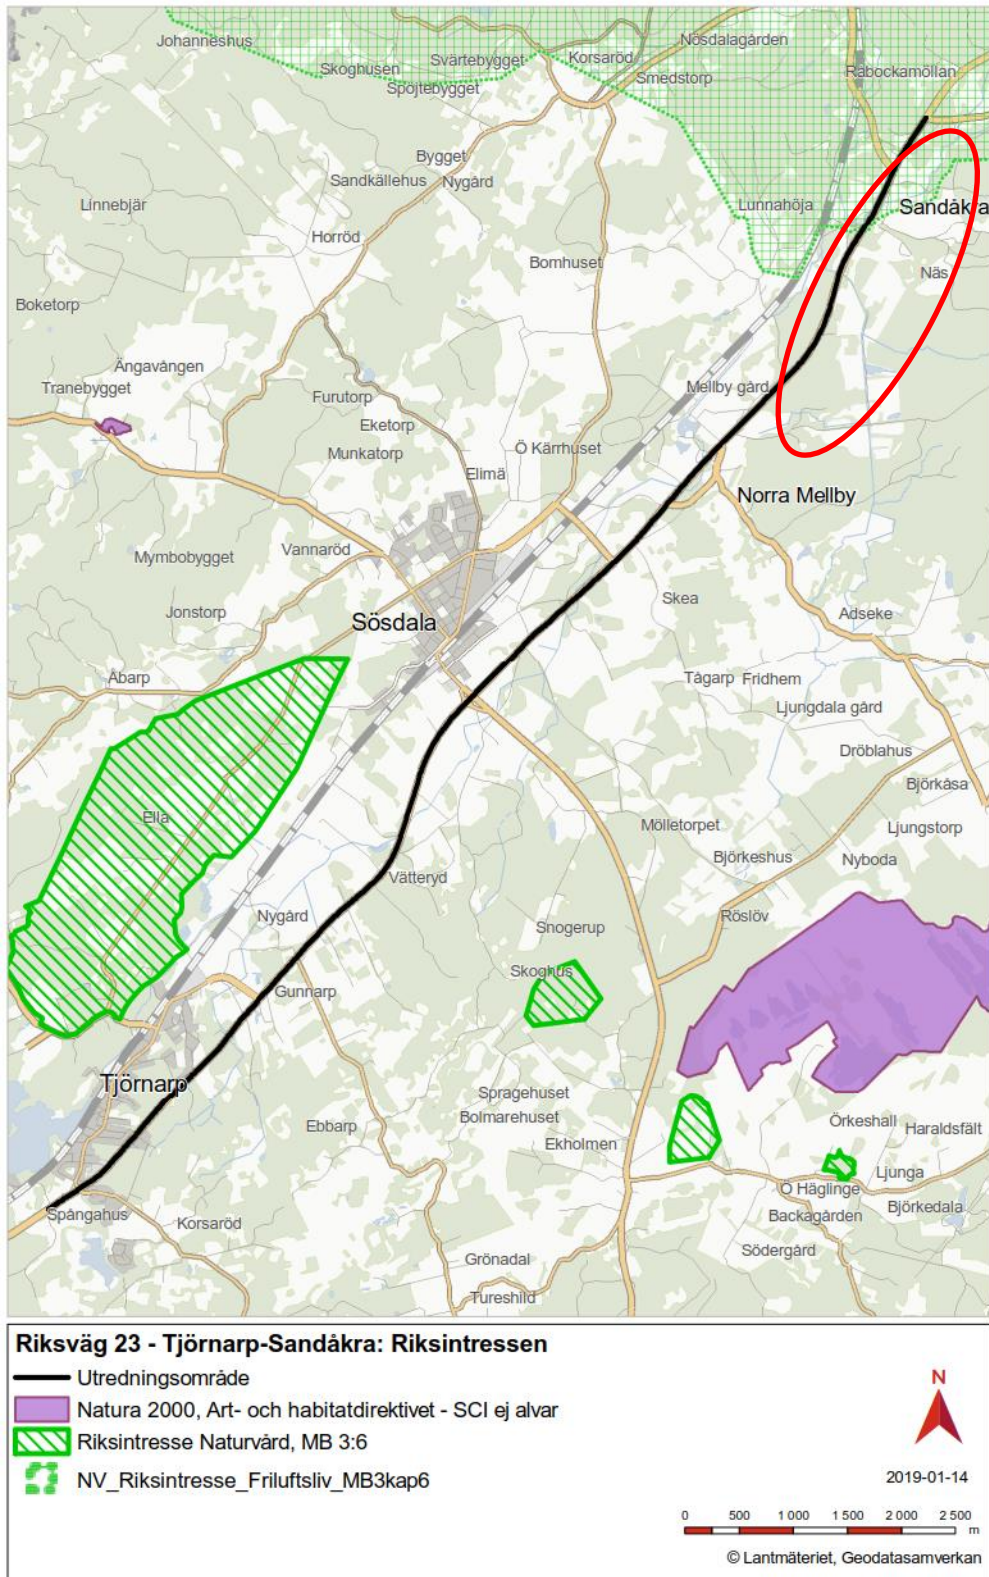 Johanneshus
Skoghusen
Svärtebygget
Spöjtebygget
Korsaröd
Nösdalagården
Smedstorp
Rabockamöllan
Bygget
Sandkällehus
Nygård
Linnebjär
Lunnahöja
Sandåkra
Horröd
Bomhuset
Näs
Boketorp
Ängavången
Tranebygget
Furutorp
Mellby gård
Eketorp
Munkatorp
Ö Kärrhuset
Elimä
Norra Mellby
Mymbobygget
Vannaröd
Jonstorp
Sösdala
Skea
Adseke
Åbarp
Tågarp
Fridhem
Ljungdala gård
Dröblahus
Björkåsa
Ella
Mölletorpet
Ljungstorp
Björkeshus
Nyboda
Vätteryd
Röslöv
Nygård
Snogerup
Skoghus
Gunnarp
Tjörnarp
Spragehuset
Bolmarehuset
Ebbarp
Ekholmen
Örkeshall
Haraldsfält
Ljunga
Ö Häglinge
Björkedala
Backagården
Spångahus
Korsaröd
Södergård
Grönadal
Tureshild
Riksväg 23 - Tjörnarp-Sandåkra: Riksintressen
Utredningsområde
Natura 2000, Art- och habitatdirektivet - SCI ej alvar
Riksintresse Naturvård, MB 3:6
NV_Riksintresse_Friluftsliv_MB3kap6
N
2019-01-14
0 500 1 000 1 500 2 000 2 500
m
© Lantmäteriet, Geodatasamverkan